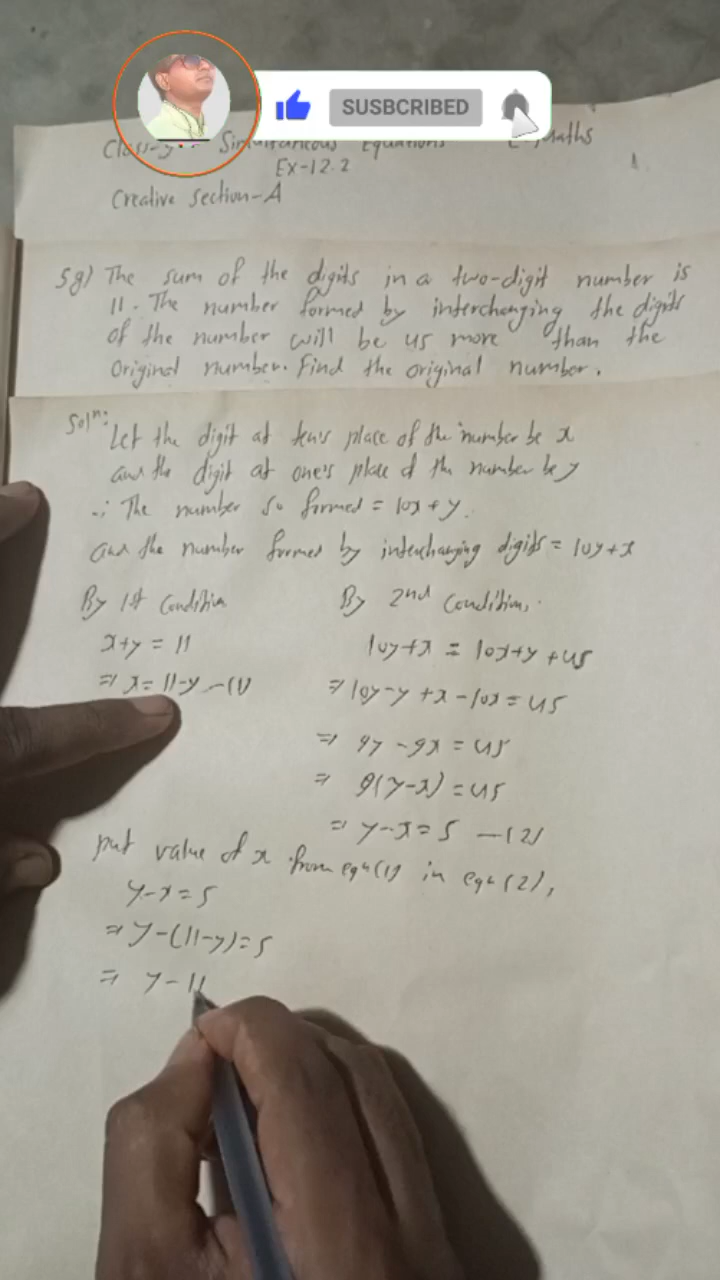 SUSBCRIBED
Simultaneous Equations Maths
Ex-12.2
Creative Section-A
5g) The sum of the digits in a two-digit number is
11. The number formed by interchanging the digits
of the number will be 45 more than the
Original number. Find the original number.
Solⁿ:
Let the digit at ten's place of the number be x
and the digit at one's place of the number be y
∴ The number so formed = 10x+y.
and the number formed by interchanging digits = 10y+x
By 1st Condition
x+y = 11
⇒ x = 11-y —(1)
By 2nd Condition,
10y+x = 10x+y+45
⇒ 10y-y+x-10x = 45
⇒ 9y-9x = 45
⇒ 9(y-x) = 45
⇒ y-x = 5 —(2)
put value of x from eqn(1) in eqn(2),
y-x = 5
⇒ y-(11-y) = 5
⇒ y-11